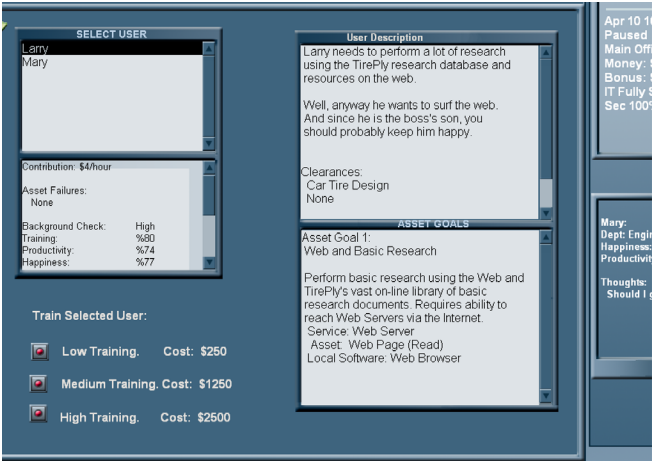 SELECT USER
Larry
Mary
Contribution: $4/hour
Asset Failures:
None
Background Check: High
Training: %80
Productivity: %74
Happiness: %77
Train Selected User:
Low Training. Cost: $250
Medium Training. Cost: $1250
High Training. Cost: $2500
User Description
Larry needs to perform a lot of research
using the TirePly research database and
resources on the web.
Well, anyway he wants to surf the web.
And since he is the boss's son, you
should probably keep him happy.
Clearances:
Car Tire Design
None
ASSET GOALS
Asset Goal 1:
Web and Basic Research
Perform basic research using the Web and
TirePly's vast on-line library of basic
research documents. Requires ability to
reach Web Servers via the Internet.
Service: Web Server
Asset: Web Page (Read)
Local Software: Web Browser
Apr 10
Paused
Main
Money:
Bonus:
IT Fully
Sec
Mary:
Dept:
Happiness:
Thoughts:
Should I